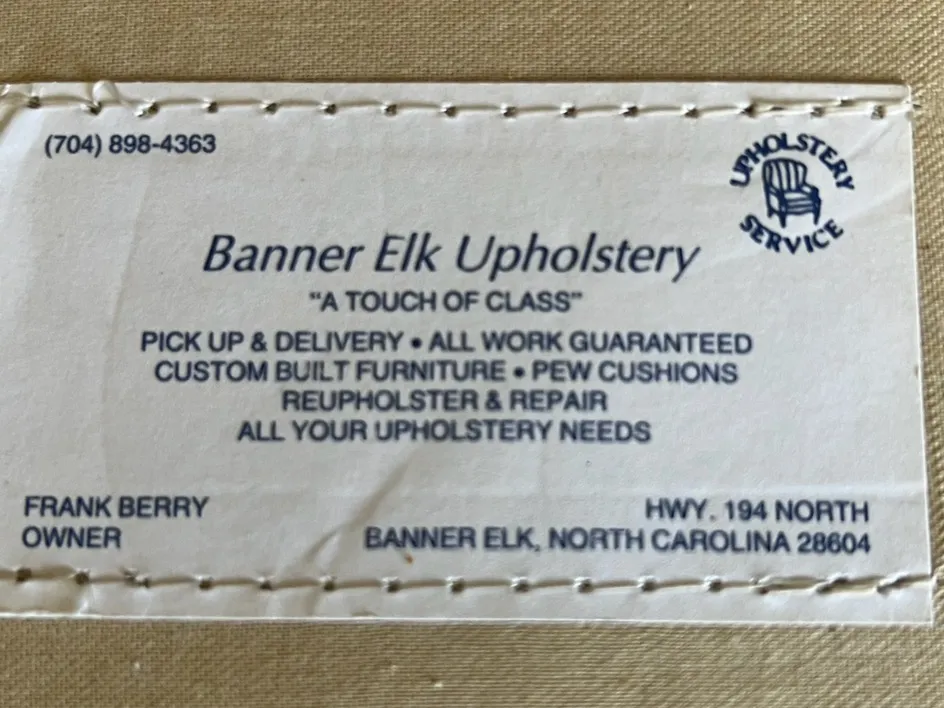 (704) 898-4363
UPHOLSTERY
SERVICE
Banner Elk Upholstery
"A TOUCH OF CLASS"
PICK UP & DELIVERY • ALL WORK GUARANTEED
CUSTOM BUILT FURNITURE • PEW CUSHIONS
REUPHOLSTER & REPAIR
ALL YOUR UPHOLSTERY NEEDS
FRANK BERRY
OWNER
HWY. 194 NORTH
BANNER ELK, NORTH CAROLINA 28604